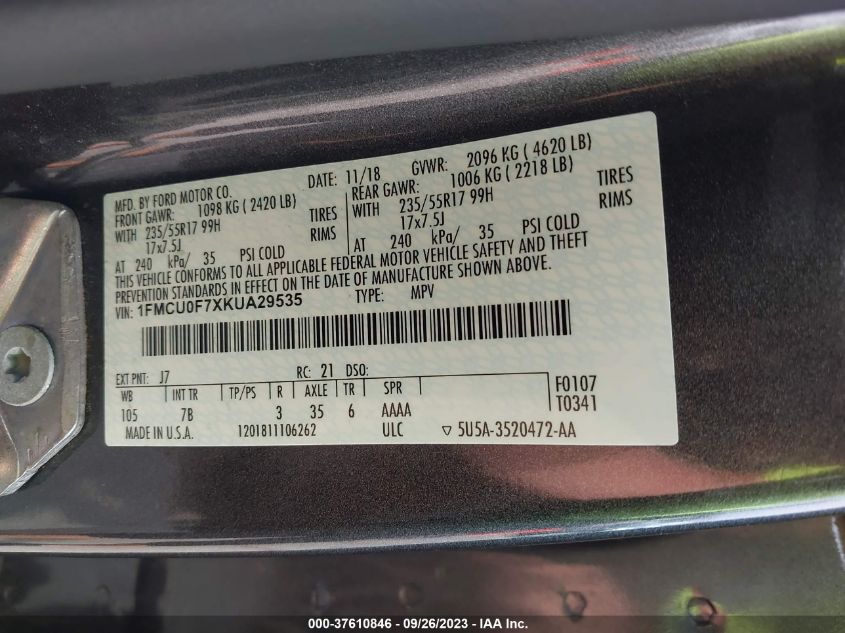 MFD. BY FORD MOTOR CO. DATE: 11/18 GVWR: 2096 KG ( 4620 LB)
FRONT GAWR: 1098 KG ( 2420 LB) REAR GAWR: 1006 KG ( 2218 LB)
WITH 235/55R17 99H TIRES WITH 235/55R17 99H TIRES
17x7.5J RIMS 17x7.5J RIMS
AT 240 kPa/ 35 PSI COLD AT 240 kPa/ 35 PSI COLD
THIS VEHICLE CONFORMS TO ALL APPLICABLE FEDERAL MOTOR VEHICLE SAFETY AND THEFT
PREVENTION STANDARDS IN EFFECT ON THE DATE OF MANUFACTURE SHOWN ABOVE.
VIN: 1FMCU0F7XKUA29535 TYPE: MPV
EXT PNT: J7 RC: 21 DSO:
WB INT TR TP/PS R AXLE TR SPR F0107
105 7B 3 35 6 AAAA T0341
MADE IN U.S.A. 1201811106262 ULC ▽ 5U5A-3520472-AA
000-37610846 - 09/26/2023 - IAA Inc.